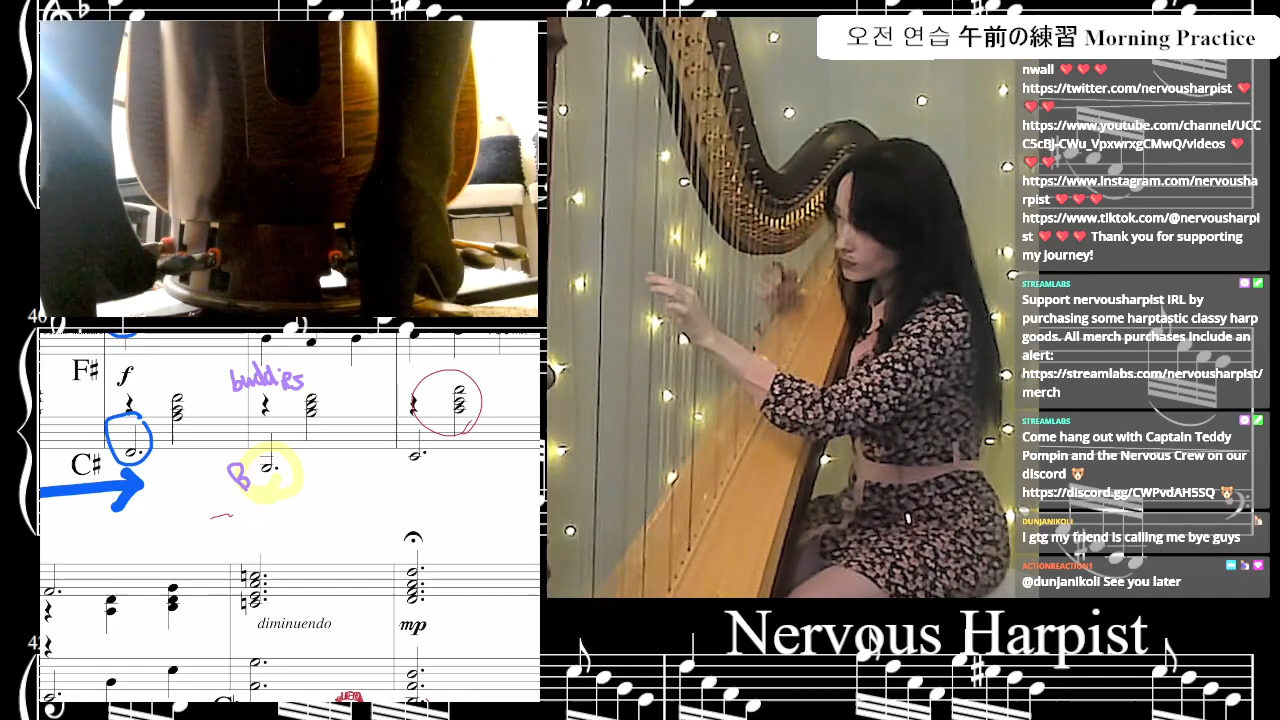 오전 연습 午前の練習 Morning Practice
nwall ❤️ ❤️ ❤️
https://twitter.com/nervousharpist ❤️
❤️ ❤️
https://www.youtube.com/channel/UCC
C5cBJ-CWu_VpxwrxgCMwQ/videos ❤️
❤️ ❤️
https://www.instagram.com/nervousha
rpist ❤️ ❤️ ❤️
https://www.tiktok.com/@nervousharpi
st ❤️ ❤️ ❤️ Thank you for supporting
my journey!
STREAMLABS
Support nervousharpist IRL by
purchasing some harptastic classy harp
goods. All merch purchases include an
alert:
https://streamlabs.com/nervousharpist/
merch
STREAMLABS
Come hang out with Captain Teddy
Pompin and the Nervous Crew on our
discord 🐻
https://discord.gg/CWPvdAH5SQ 🐻
DUNJANIKOLI
I gtg my friend is calling me bye guys
ACTIONREACTION1
@dunjanikoli See you later
F#
f
buddies
C#
B
diminuendo
mp
Nervous Harpist